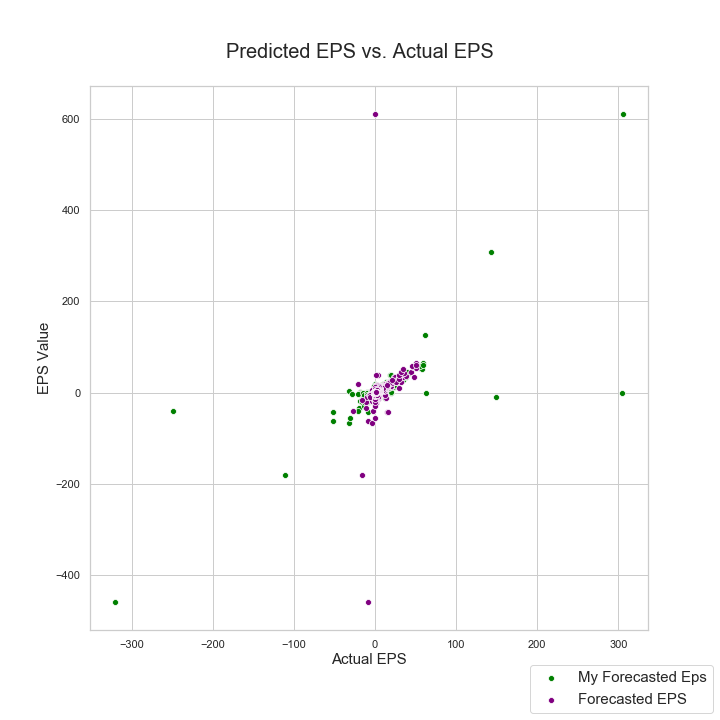 Predicted EPS vs. Actual EPS
600
400
200
0
−200
−400
EPS Value
−300 −200 −100 0 100 200 300
Actual EPS
My Forecasted Eps
Forecasted EPS